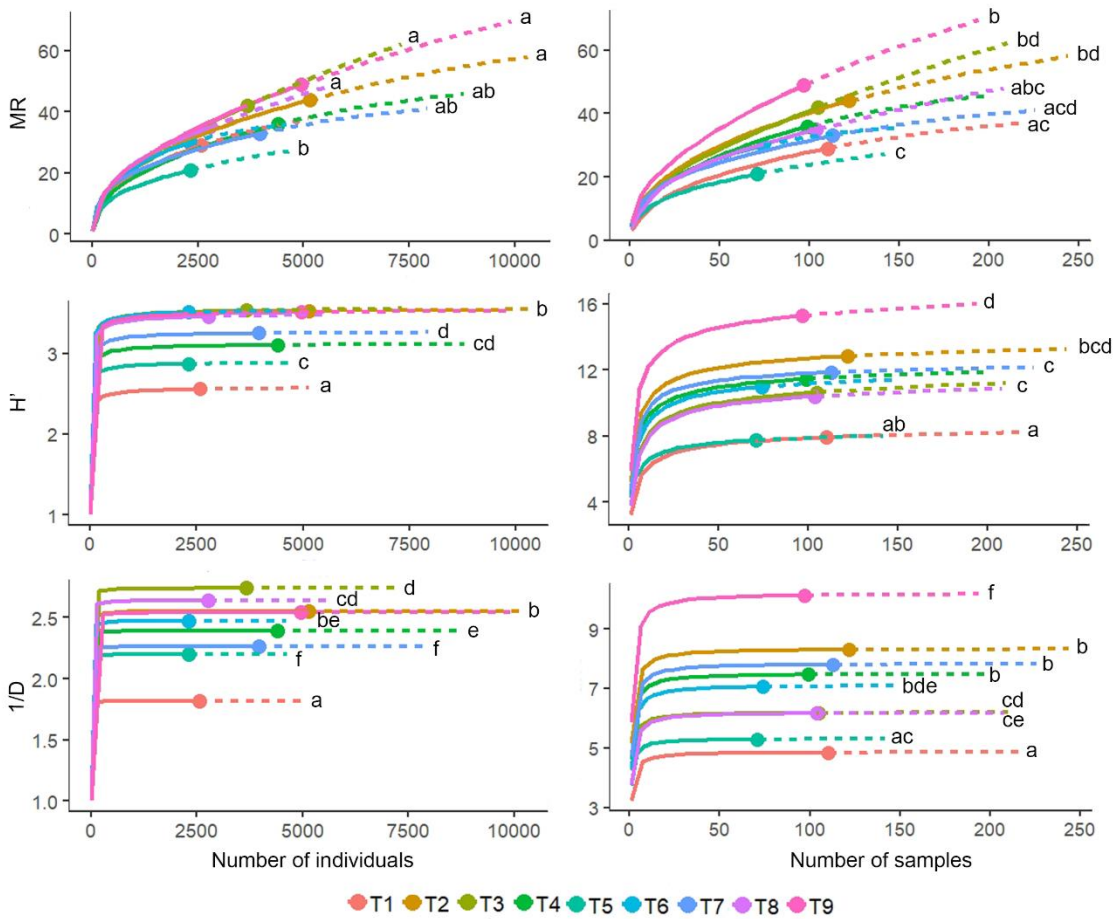 MR
60
40
20
0
a
a
a
ab
ab
b
0 2500 5000 7500 10000
60
40
20
0
b
bd
bd
abc
acd
ac
c
0 50 100 150 200 250
H'
3
2
1
b
d
cd
c
a
0 2500 5000 7500 10000
16
12
8
4
d
bcd
c
c
c
ab
a
0 50 100 150 200 250
1/D
2.5
2.0
1.5
1.0
d
cd
b
be
e
f
f
a
0 2500 5000 7500 10000
Number of individuals
9
7
5
3
f
b
b
b
bde
cd
ce
ac
a
0 50 100 150 200 250
Number of samples
T1 T2 T3 T4 T5 T6 T7 T8 T9